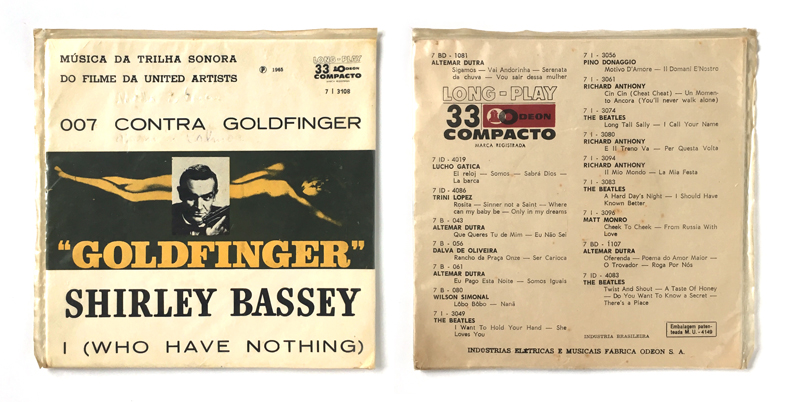 MÚSICA DA TRILHA SONORA
DO FILME DA UNITED ARTISTS
℗ 1965
LONG-PLAY
33 ODEON
COMPACTO
7 I 3108
007 CONTRA GOLDFINGER
"GOLDFINGER"
SHIRLEY BASSEY
I (WHO HAVE NOTHING)
7 BD - 1081
ALTEMAR DUTRA
Sigamos — Vai Andorinha — Serenata
da chuva — Vou sair dessa mulher
LONG-PLAY
33 ODEON
COMPACTO
MARCA REGISTRADA
7 ID - 4019
LUCHO GATICA
El reloj — Somos — Sabrá Dios —
La barca
7 ID - 4086
TRINI LOPEZ
Rosita — Sinner not a Saint — Where
can my baby be — Only in my dreams
7 B - 043
ALTEMAR DUTRA
Que Queres Tu de Mim — Eu Não Sei
7 B - 056
DALVA DE OLIVEIRA
Rancho da Praça Onze — Ser Carioca
7 B - 061
ALTEMAR DUTRA
Eu Pago Esta Noite — Somos Iguais
7 B - 080
WILSON SIMONAL
Lôbo Bôbo — Nanã
7 I - 3049
THE BEATLES
I Want To Hold Your Hand — She
Loves You
7 I - 3056
PINO DONAGGIO
Motivo D'Amore — Il Domani E'Nostro
7 I - 3061
RICHARD ANTHONY
Cin Cin (Cheat Cheat) — Un Momen-
to Ancora (You'll never walk alone)
7 I - 3074
THE BEATLES
Long Tall Sally — I Call Your Name
7 I - 3080
RICHARD ANTHONY
E Il Treno Va — Per Questa Volta
7 I - 3094
RICHARD ANTHONY
Il Mio Mondo — La Mia Festa
7 I - 3083
THE BEATLES
A Hard Day's Night — I Should Have
Known Better
7 I - 3096
MATT MONRO
Cheek To Cheek — From Russia With
Love
7 BD - 1107
ALTEMAR DUTRA
Oferenda — Poema do Amor Maior —
O Trovador — Roga Por Nós
7 ID - 4083
THE BEATLES
Twist And Shout — A Taste Of Honey
— Do You Want To Know a Secret —
There's a Place
INDÚSTRIA BRASILEIRA
Embalagem paten-
teada M. U. - 4149
INDÚSTRIAS ELÉTRICAS E MUSICAIS FÁBRICA ODEON S. A.